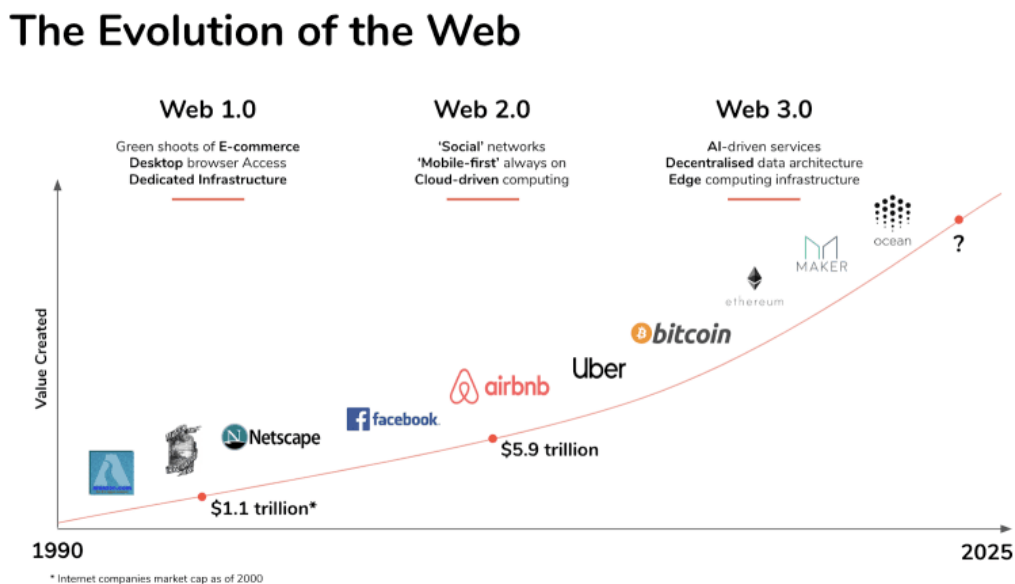 The Evolution of the Web
Web 1.0
Green shoots of E-commerce
Desktop browser Access
Dedicated Infrastructure
Web 2.0
‘Social’ networks
‘Mobile-first’ always on
Cloud-driven computing
Web 3.0
AI-driven services
Decentralised data architecture
Edge computing infrastructure
Value Created
N Netscape
facebook.
airbnb
Uber
bitcoin
ethereum
MAKER
ocean
?
$5.9 trillion
$1.1 trillion*
1990
2025
* Internet companies market cap as of 2000